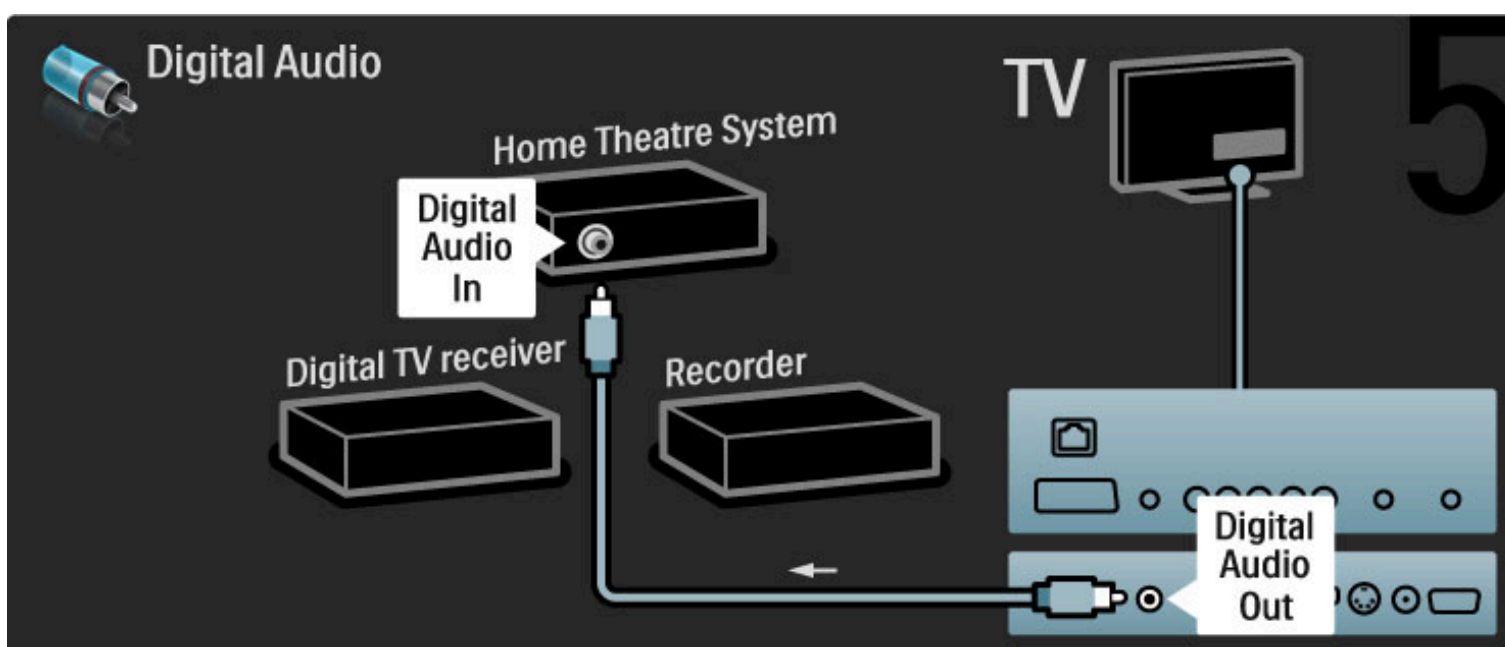 Digital Audio
TV
5
Home Theatre System
Digital
Audio
In
Digital TV receiver
Recorder
Digital
Audio
Out